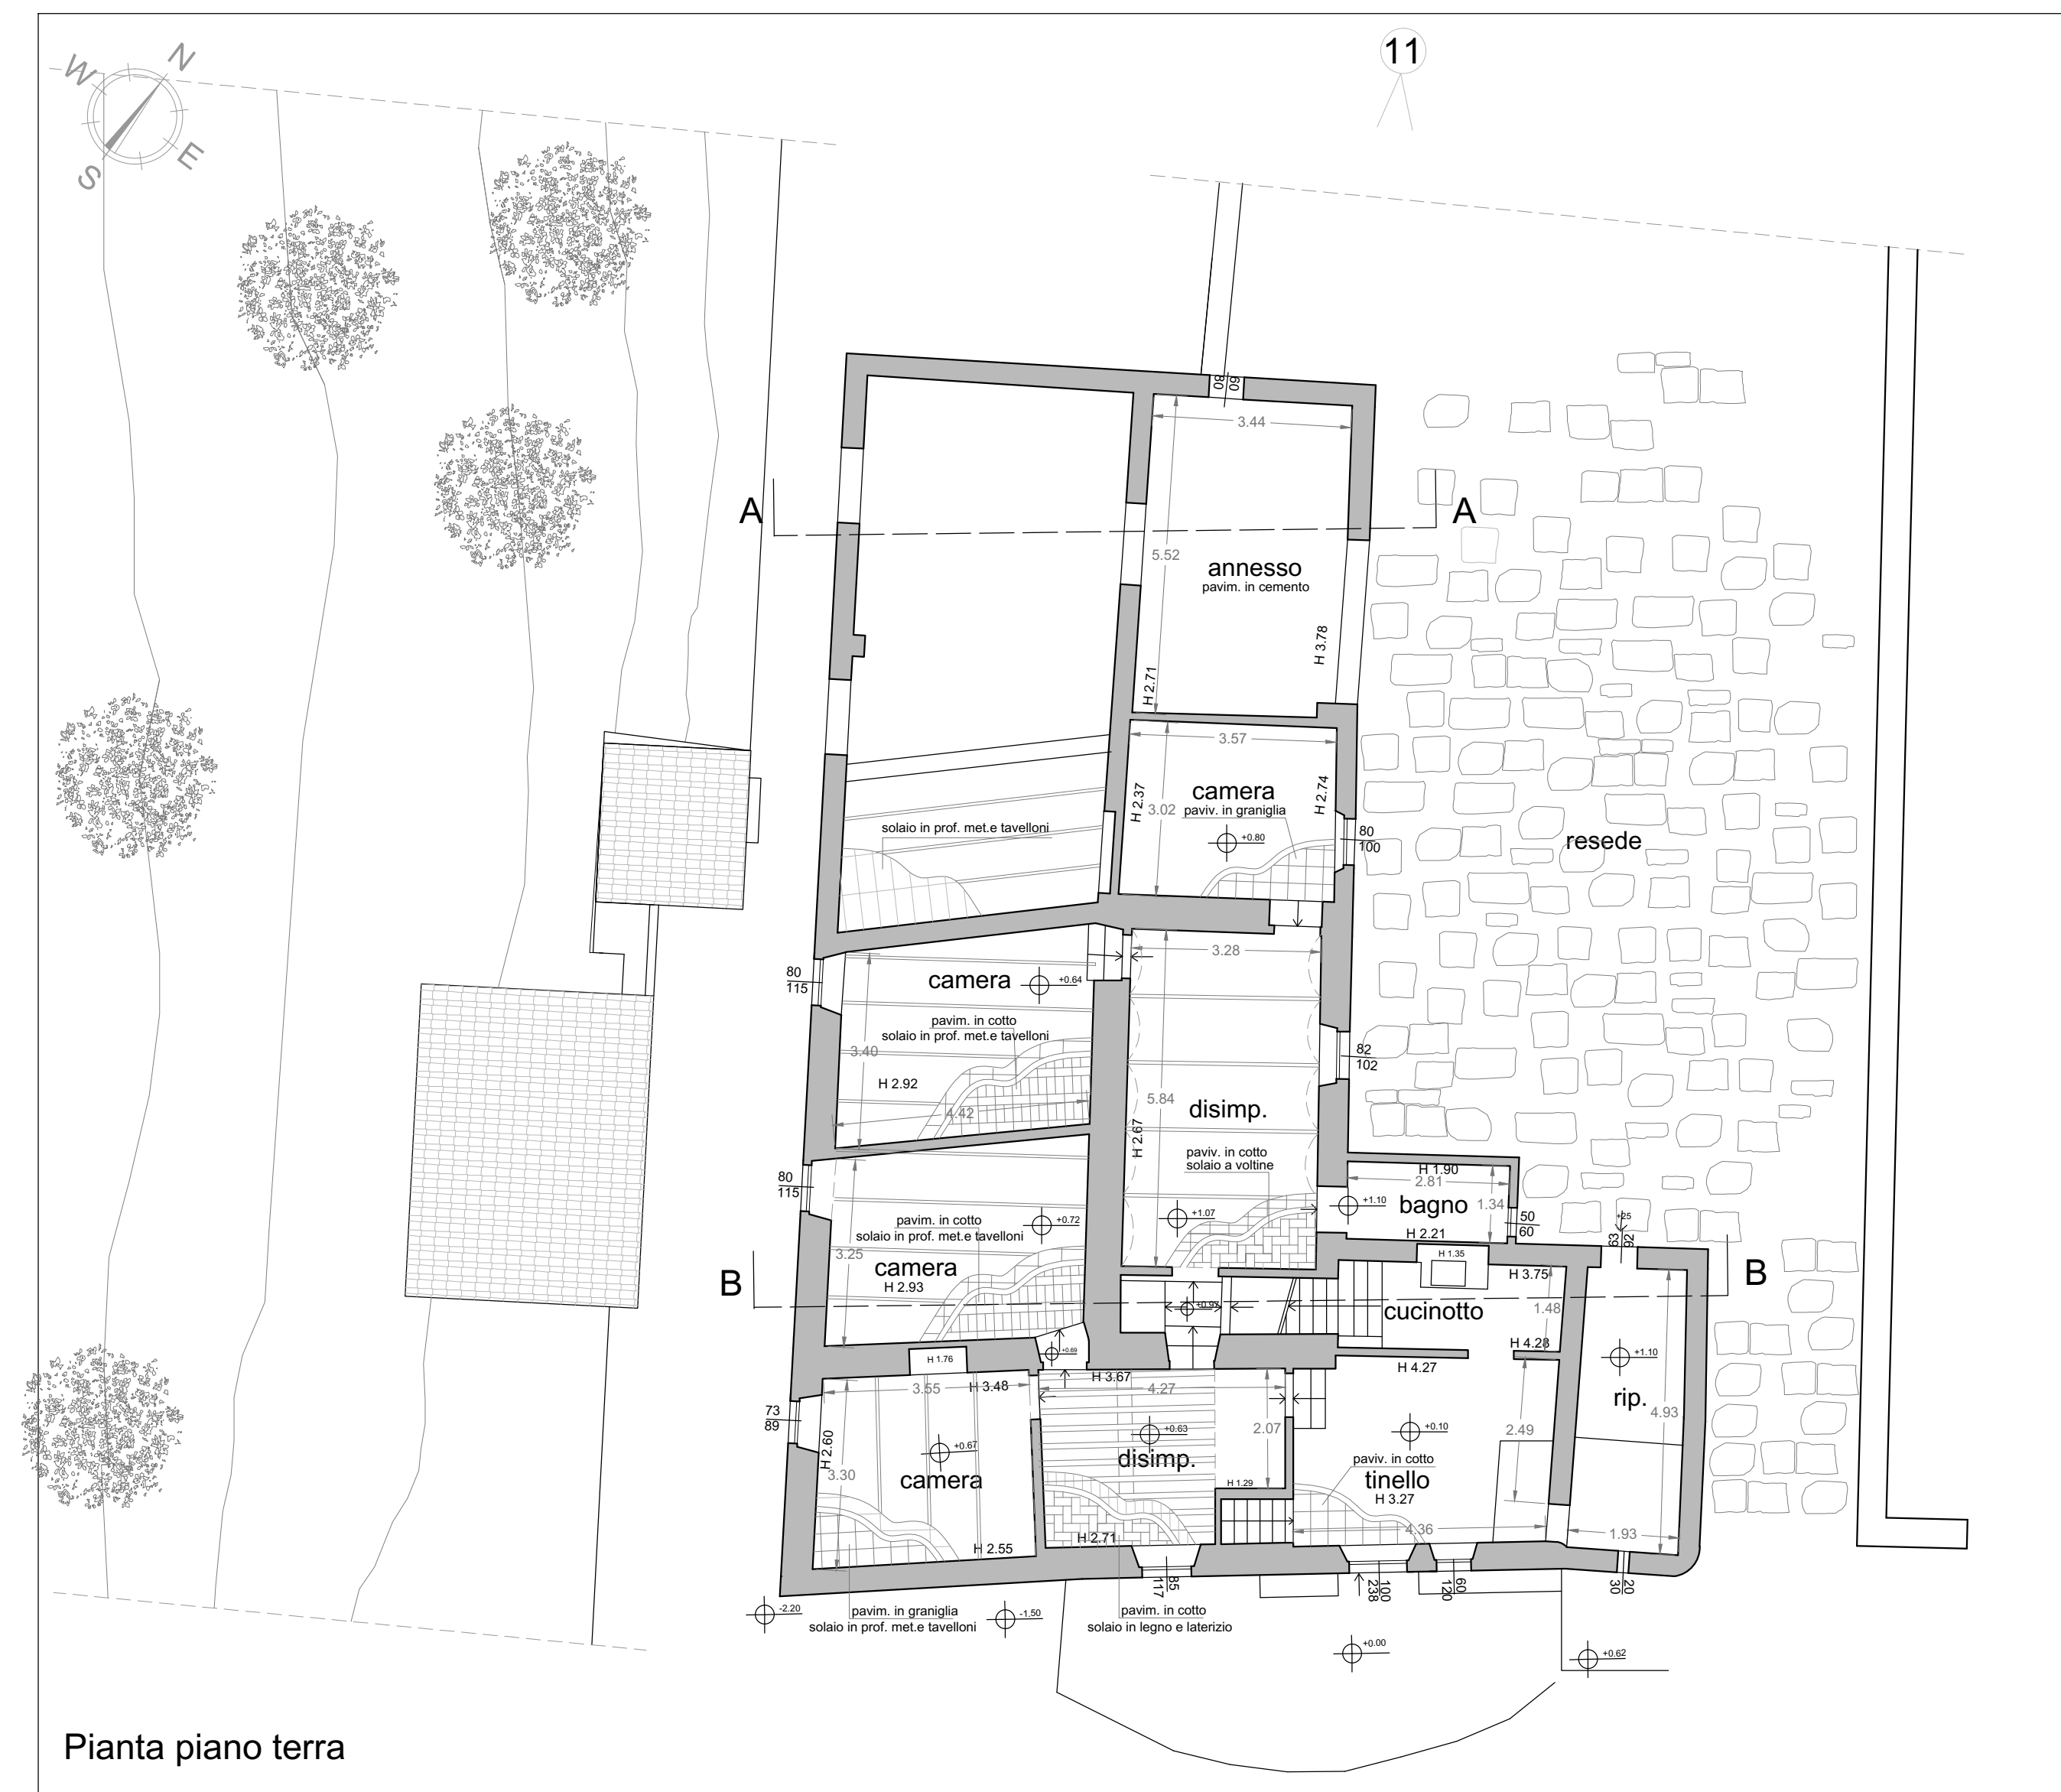 11
N
W
E
S
80
60
3.44
A
A
5.52
annesso
pavim. in cemento
H 3.78
H 2.71
3.57
H 2.37
3.02
H 2.74
camera
paviv. in graniglia
+0.80
80
100
resede
solaio in prof. met.e tavelloni
3.28
80
115
camera
+0.64
pavim. in cotto
solaio in prof. met.e tavelloni
3.40
H 2.92
4.42
82
102
5.84
disimp.
H 2.67
paviv. in cotto
solaio a voltine
+1.07
H 1.90
2.81
1.34
+1.10
bagno
H 2.21
50
60
80
115
pavim. in cotto
solaio in prof. met.e tavelloni
+0.72
3.25
camera
H 2.93
+25
63
92
B
B
H 1.35
H 3.75
cucinotto
1.48
H 4.28
H 4.27
+0.69
H 1.76
3.55
H 3.48
H 3.67
4.27
+1.10
rip.
4.93
73
89
H 2.60
3.30
+0.67
camera
H 2.55
+0.63
disimp.
2.07
H 1.29
H 2.71
+0.10
2.49
paviv. in cotto
tinello
H 3.27
4.36
1.93
85
117
100
238
60
120
20
30
-2.20
pavim. in graniglia
solaio in prof. met.e tavelloni
-1.50
pavim. in cotto
solaio in legno e laterizio
+0.00
+0.62
Pianta piano terra